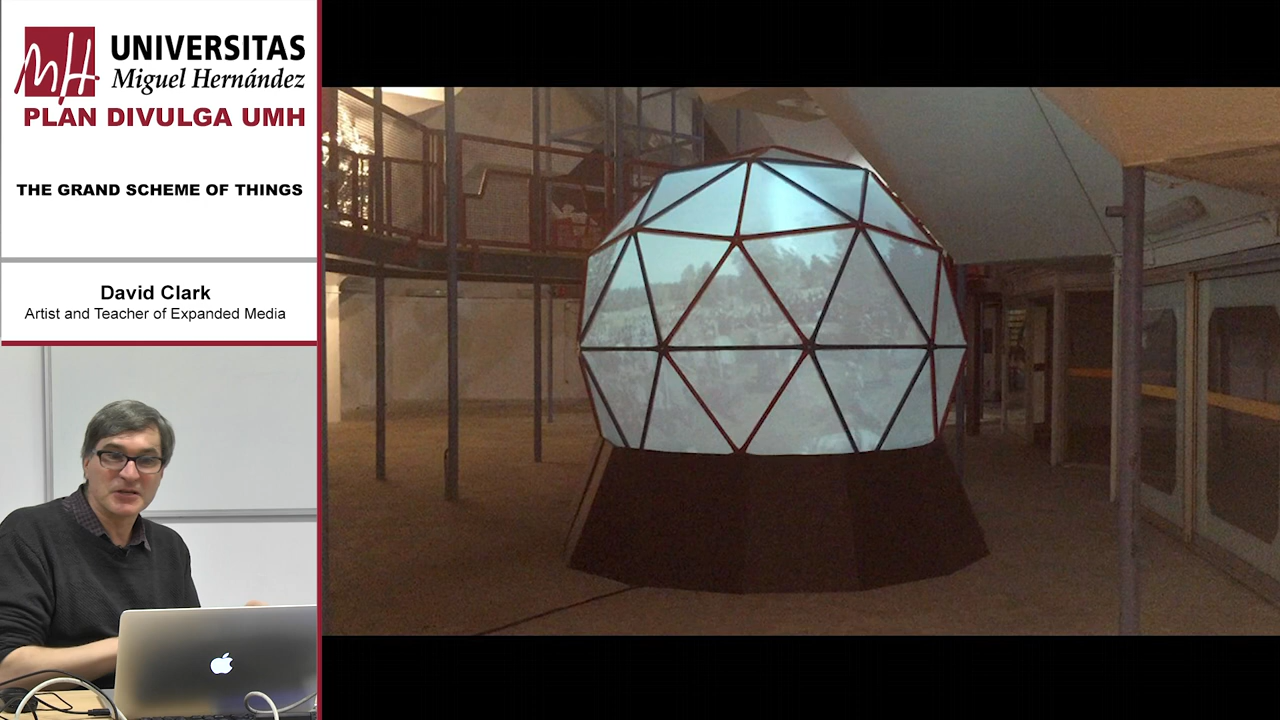 UNIVERSITAS
Miguel Hernández
PLAN DIVULGA UMH
THE GRAND SCHEME OF THINGS
David Clark
Artist and Teacher of Expanded Media